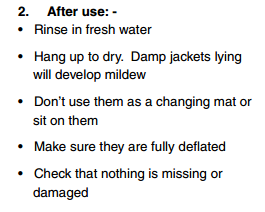 2. After use: -
• Rinse in fresh water
• Hang up to dry. Damp jackets lying
will develop mildew
• Don't use them as a changing mat or
sit on them
• Make sure they are fully deflated
• Check that nothing is missing or
damaged